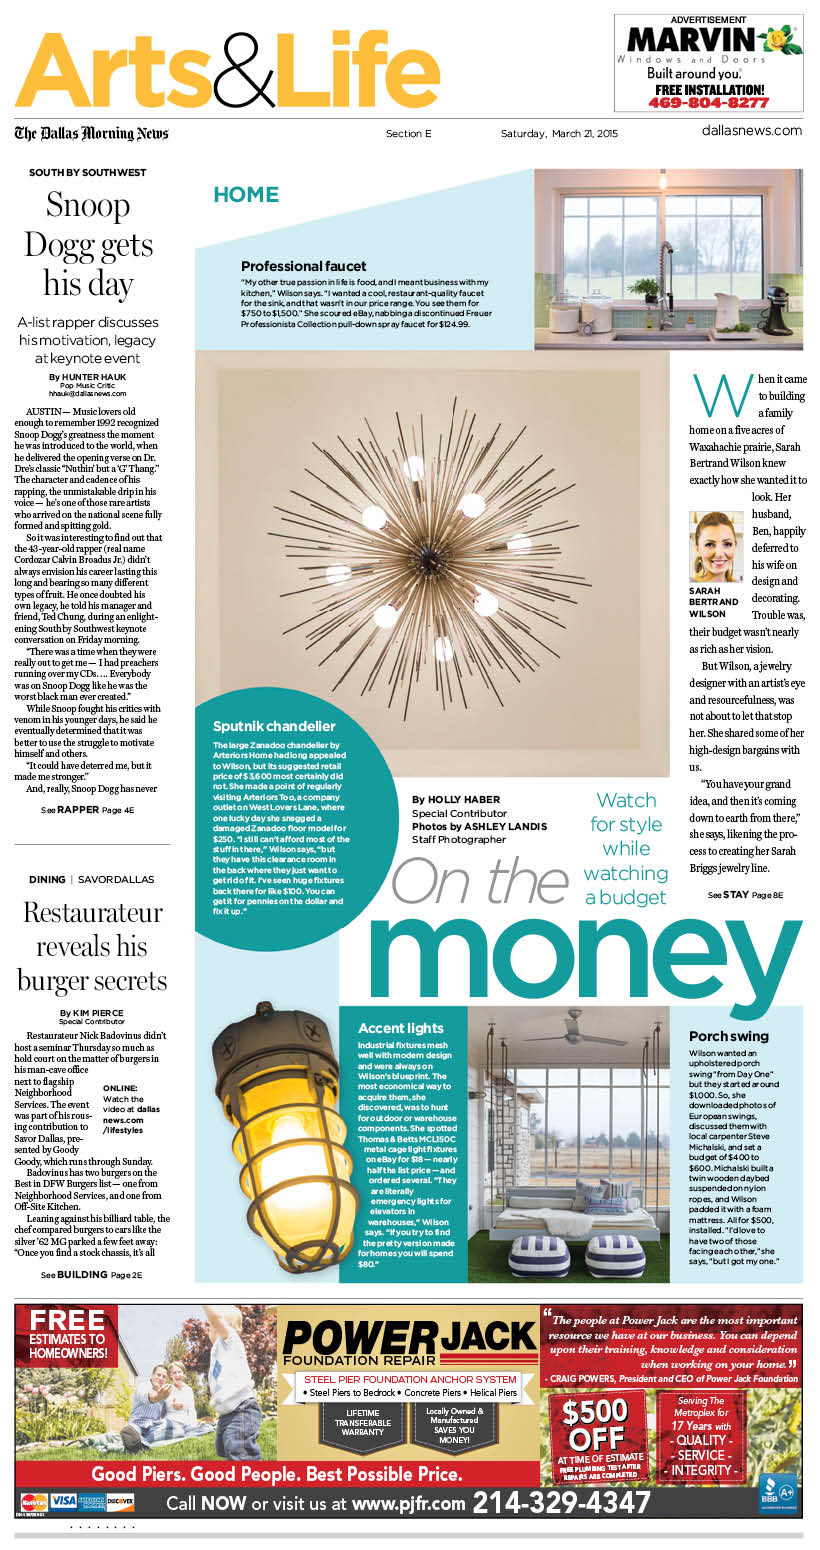 Arts&Life
ADVERTISEMENT
MARVIN
Windows and Doors
Built around you.®
FREE INSTALLATION!
469-804-8277
The Dallas Morning News
Section E
Saturday, March 21, 2015
dallasnews.com
SOUTH BY SOUTHWEST
Snoop
Dogg gets
his day
A-list rapper discusses
his motivation, legacy
at keynote event
By HUNTER HAUK
Pop Music Critic
hhauk@dallasnews.com
AUSTIN — Music lovers old
enough to remember 1992 recognized
Snoop Dogg's greatness the moment
he was introduced to the world, when
he delivered the opening verse on Dr.
Dre's classic “Nuthin' but a ‘G’ Thang.”
The character and cadence of his
rapping, the unmistakable drip in his
voice — he's one of those rare artists
who arrived on the national scene fully
formed and spitting gold.
So it was interesting to find out that
the 43-year-old rapper (real name
Cordozar Calvin Broadus Jr.) didn't
always envision his career lasting this
long and bearing so many different
types of fruit. He once doubted his
own legacy, he told his manager and
friend, Ted Chung, during an enlight-
ening South by Southwest keynote
conversation on Friday morning.
“There was a time when they were
really out to get me — I had preachers
running over my CDs. ... Everybody
was on Snoop Dogg like he was the
worst black man ever created.”
While Snoop fought his critics with
venom in his younger days, he said he
eventually determined that it was
better to use the struggle to motivate
himself and others.
“It could have deterred me, but it
made me stronger.”
And, really, Snoop Dogg has never
See RAPPER Page 4E
DINING | SAVOR DALLAS
Restaurateur
reveals his
burger secrets
By KIM PIERCE
Special Contributor
Restaurateur Nick Badovinus didn't
host a seminar Thursday so much as
hold court on the matter of burgers in
his man-cave office
next to flagship
Neighborhood
Services. The event
was part of his rous-
ing contribution to
Savor Dallas, pre-
sented by Goody
Goody, which runs through Sunday.
Badovinus has two burgers on the
Best in DFW Burgers list — one from
Neighborhood Services, and one from
Off-Site Kitchen.
Leaning against his billiard table, the
chef compared burgers to cars like the
silver '62 MG parked a few feet away:
“Once you find a stock chassis, it's all
ONLINE:
Watch the
video at dallas
news.com
/lifestyles
See BUILDING Page 2E
HOME
Professional faucet
“My other true passion in life is food, and I meant business with my
kitchen,” Wilson says. “I wanted a cool, restaurant-quality faucet
for the sink, and that wasn't in our price range. You see them for
$750 to $1,500.” She scoured eBay, nabbing a discontinued Freuer
Professionista Collection pull-down spray faucet for $124.99.
Sputnik chandelier
The large Zanadoo chandelier by
Arteriors Home had long appealed
to Wilson, but its suggested retail
price of $3,600 most certainly did
not. She made a point of regularly
visiting Arteriors Too, a company
outlet on West Lovers Lane, where
one lucky day she snagged a
damaged Zanadoo floor model for
$250. “I still can't afford most of the
stuff in there,” Wilson says, “but
they have this clearance room in
the back where they just want to
get rid of it. I've seen huge fixtures
back there for like $100. You can
get it for pennies on the dollar and
fix it up.”
By HOLLY HABER
Special Contributor
Photos by ASHLEY LANDIS
Staff Photographer
Watch
for style
while
watching
a budget
On the
money
When it came
to building
a family
home on a five acres of
Waxahachie prairie, Sarah
Bertrand Wilson knew
exactly how she wanted it to
look. Her
husband,
Ben, happily
deferred to
his wife on
design and
decorating.
Trouble was,
their budget wasn't nearly
as rich as her vision.
But Wilson, a jewelry
designer with an artist's eye
and resourcefulness, was
not about to let that stop
her. She shared some of her
high-design bargains with
us.
“You have your grand
idea, and then it's coming
down to earth from there,”
she says, likening the pro-
cess to creating her Sarah
Briggs jewelry line.
SARAH
BERTRAND
WILSON
See STAY Page 8E
Accent lights
Industrial fixtures mesh
well with modern design
and were always on
Wilson's blueprint. The
most economical way to
acquire them, she
discovered, was to hunt
for outdoor or warehouse
components. She spotted
Thomas & Betts MCL150C
metal cage light fixtures
on eBay for $18 — nearly
half the list price — and
ordered several. “They
are literally
emergency lights for
elevators in
warehouses,” Wilson
says. “If you try to find
the pretty version made
for homes you will spend
$80.”
Porch swing
Wilson wanted an
upholstered porch
swing “from Day One”
but they started around
$1,000. So, she
downloaded photos of
European swings,
discussed them with
local carpenter Steve
Michalski, and set a
budget of $400 to
$600. Michalski built a
twin wooden daybed
suspended on nylon
ropes, and Wilson
padded it with a foam
mattress. All for $500,
installed. “I'd love to
have two of those
facing each other,” she
says, “but I got my one.”
FREE
ESTIMATES TO
HOMEOWNERS!
POWER JACK
FOUNDATION REPAIR
STEEL PIER FOUNDATION ANCHOR SYSTEM
• Steel Piers to Bedrock • Concrete Piers • Helical Piers
LIFETIME
TRANSFERABLE
WARRANTY
Locally Owned &
Manufactured
SAVES YOU
MONEY!
“The people at Power Jack are the most important
resource we have at our business. You can depend
upon their training, knowledge and consideration
when working on your home.”
- CRAIG POWERS, President and CEO of Power Jack Foundation
$500
OFF
AT TIME OF ESTIMATE
FREE PLUMBING TEST AFTER
REPAIRS ARE COMPLETED
Serving The
Metroplex for
17 Years with
- QUALITY -
- SERVICE -
- INTEGRITY -
Good Piers. Good People. Best Possible Price.
MasterCard
VISA
AMERICAN EXPRESS
DISCOVER
Call NOW or visit us at www.pjfr.com 214-329-4347
BBB
A+